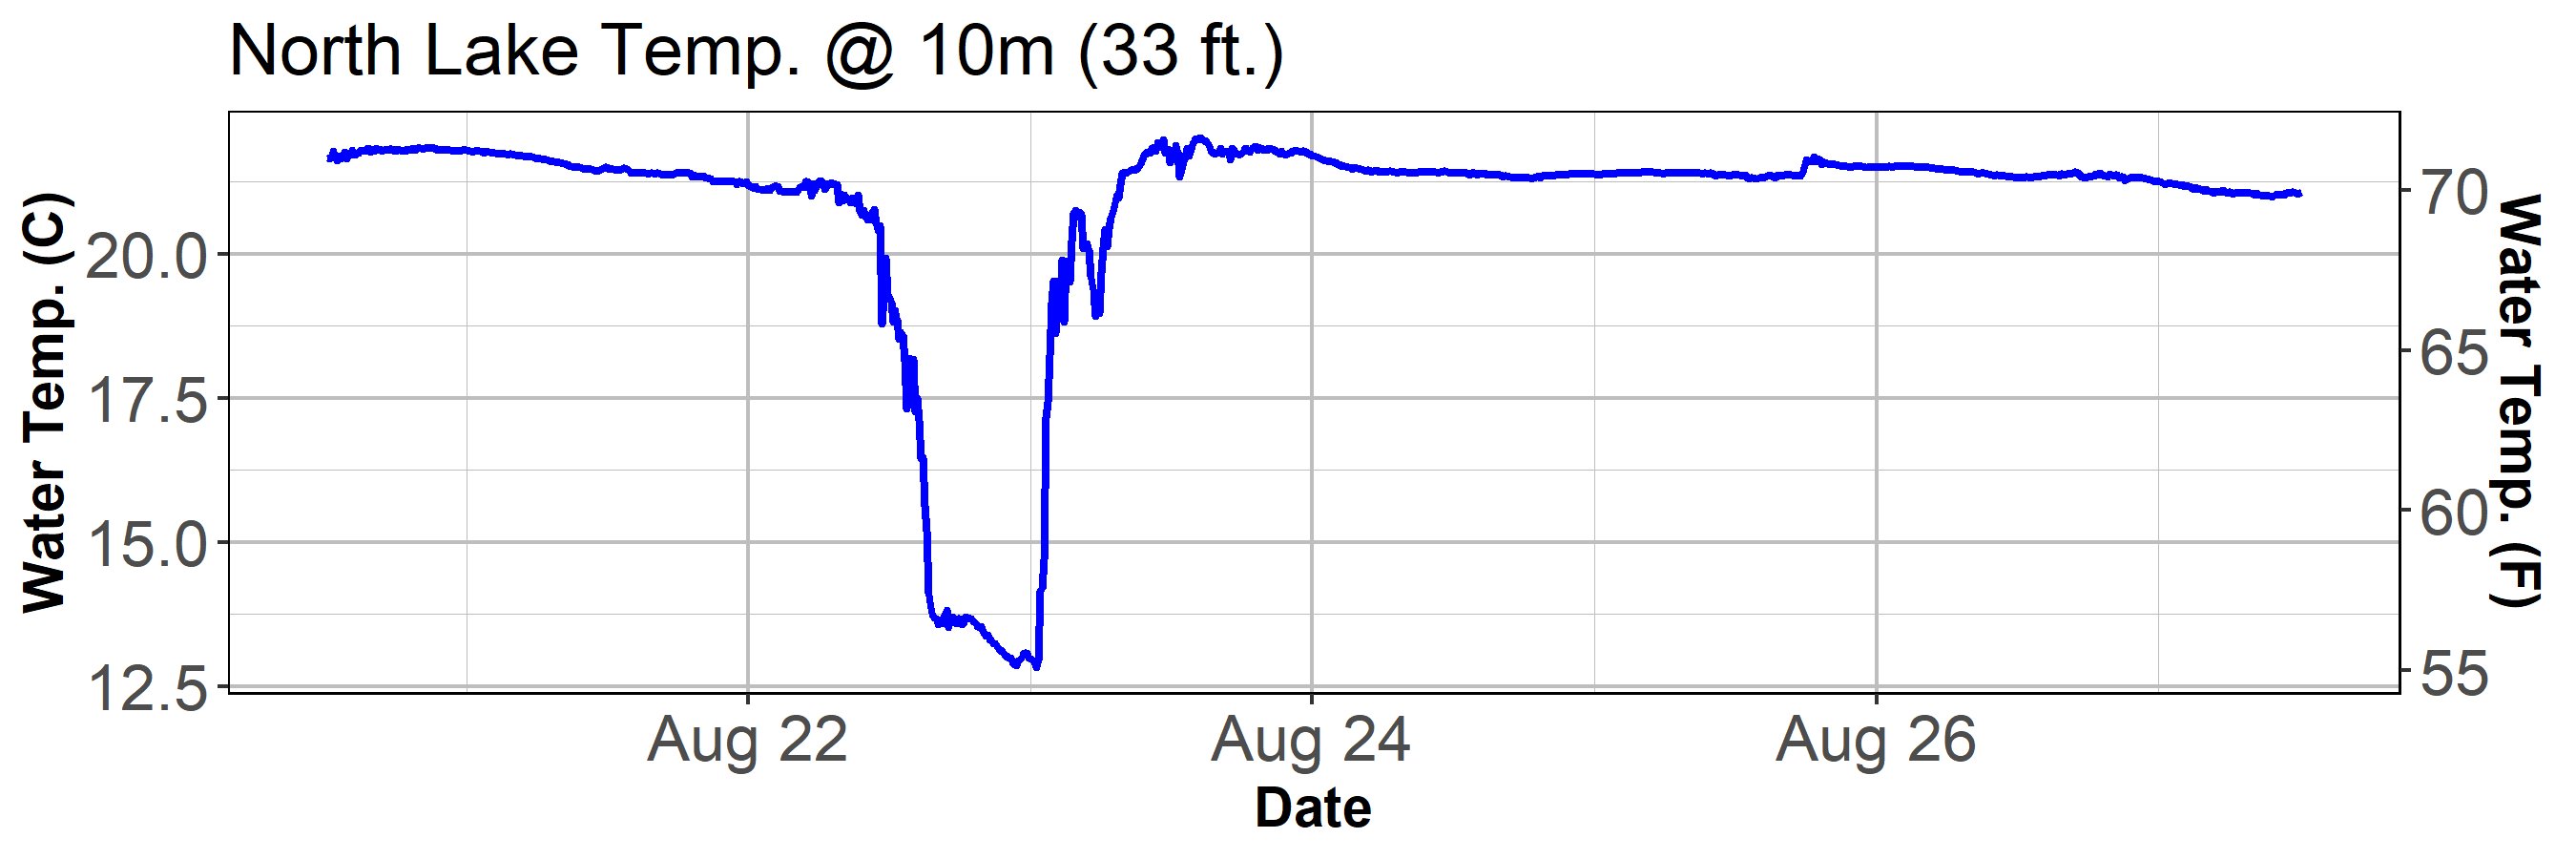 North Lake Temp. @ 10m (33 ft.)
Water Temp. (C)
20.0
17.5
15.0
12.5
70
65
60
55
Water Temp. (F)
Aug 22
Aug 24
Aug 26
Date